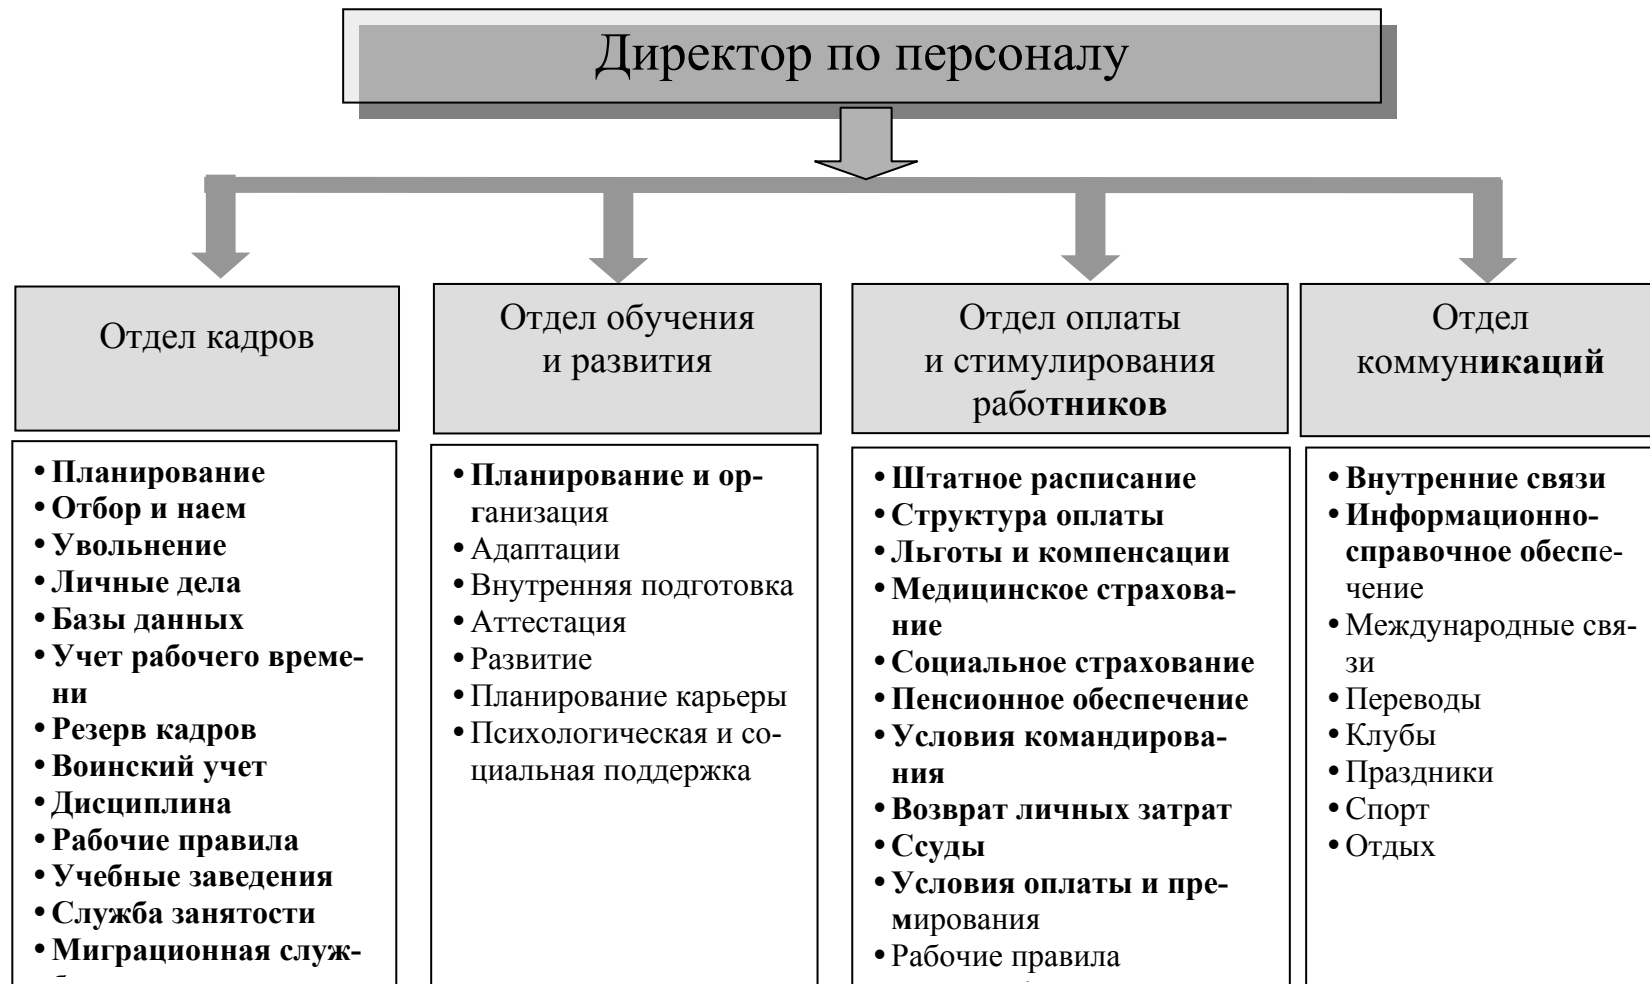 Директор по персоналу
Отдел кадров
• Планирование
• Отбор и наем
• Увольнение
• Личные дела
• Базы данных
• Учет рабочего време-
ни
• Резерв кадров
• Воинский учет
• Дисциплина
• Рабочие правила
• Учебные заведения
• Служба занятости
• Миграционная служ-
Отдел обучения
и развития
• Планирование и ор-
ганизация
• Адаптации
• Внутренняя подготовка
• Аттестация
• Развитие
• Планирование карьеры
• Психологическая и со-
циальная поддержка
Отдел оплаты
и стимулирования
работников
• Штатное расписание
• Структура оплаты
• Льготы и компенсации
• Медицинское страхова-
ние
• Социальное страхование
• Пенсионное обеспечение
• Условия командирова-
ния
• Возврат личных затрат
• Ссуды
• Условия оплаты и пре-
мирования
• Рабочие правила
Отдел
коммуникаций
• Внутренние связи
• Информационно-
справочное обеспе-
чение
• Международные свя-
зи
• Переводы
• Клубы
• Праздники
• Спорт
• Отдых